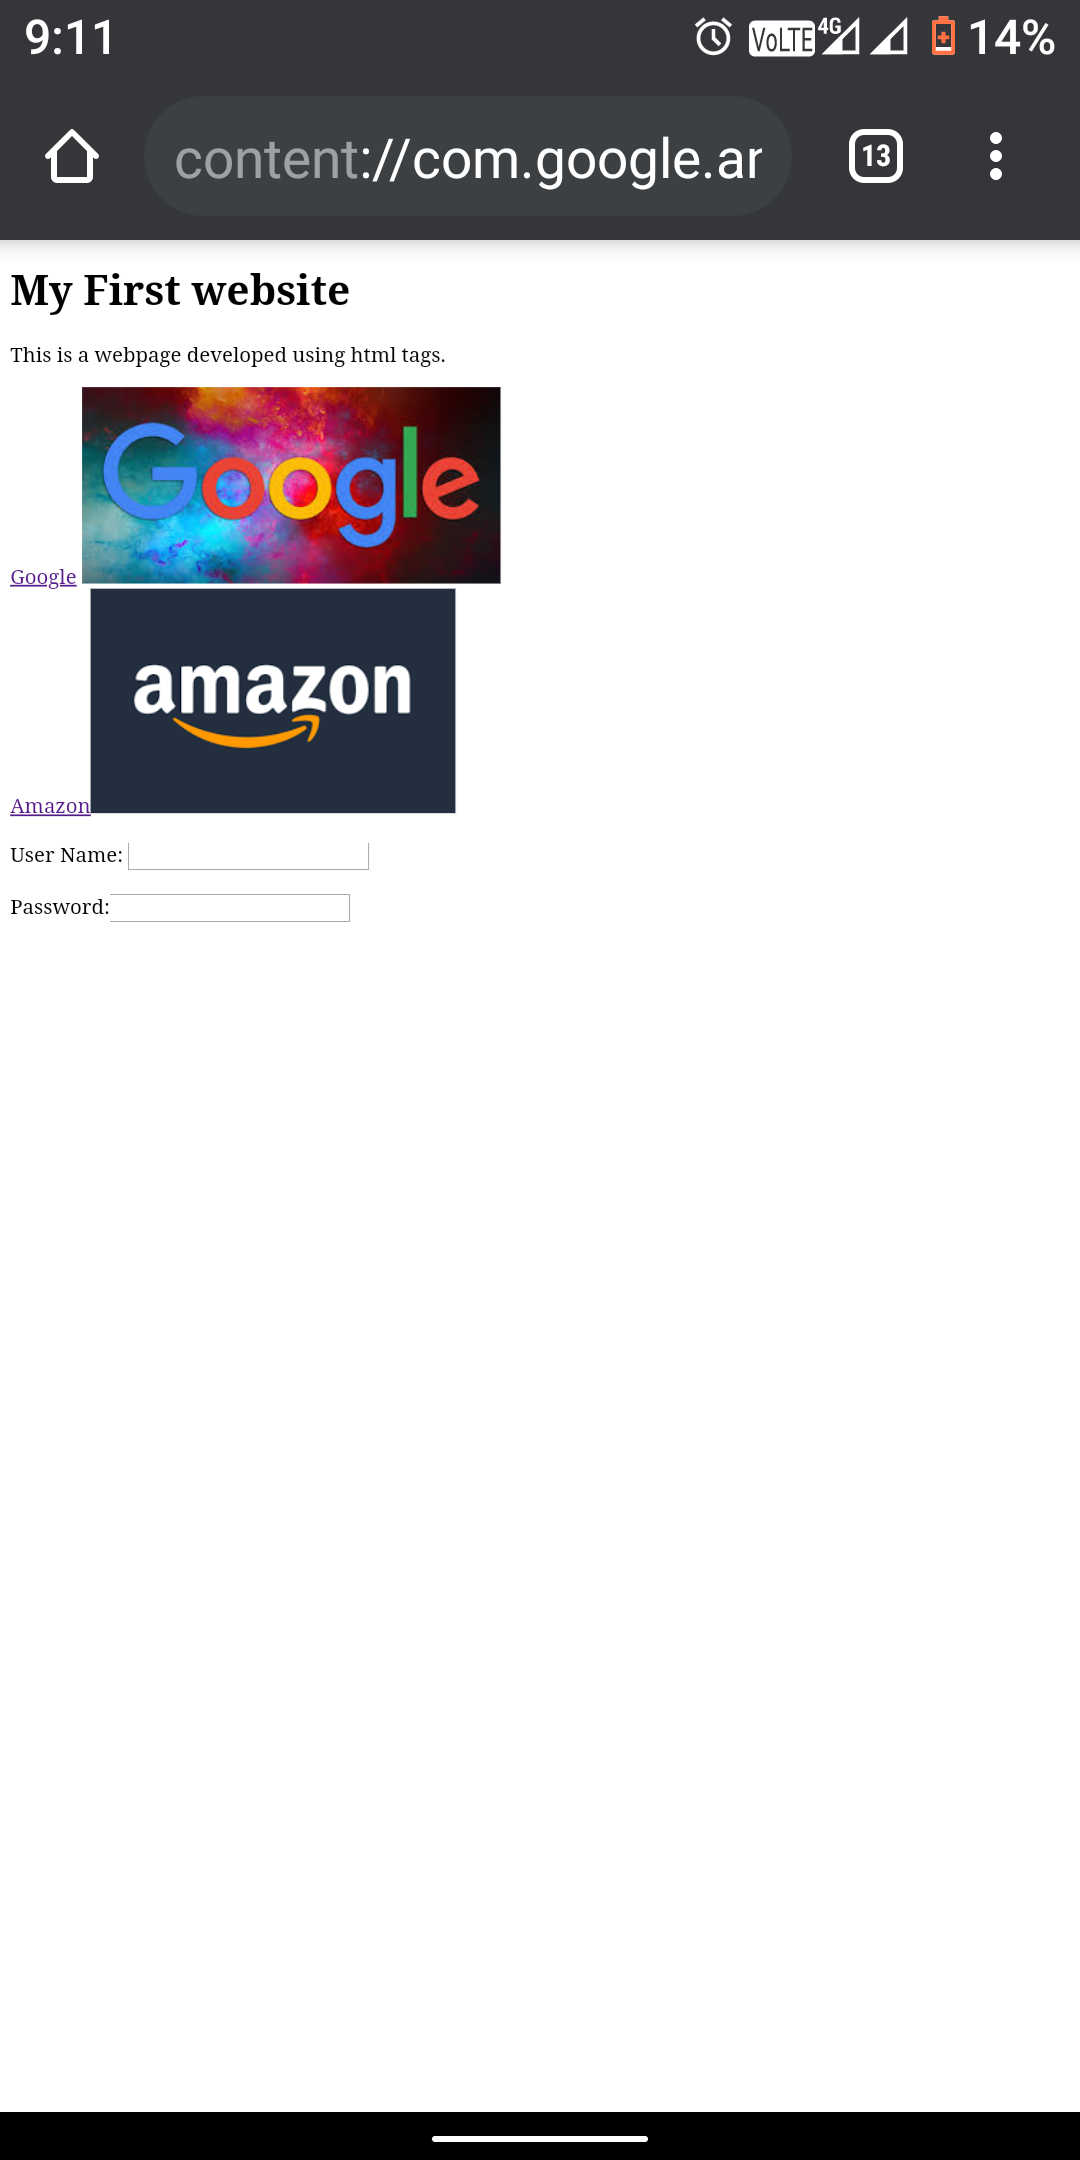 9:11 VoLTE 4G 14%
content://com.google.ar 13
My First website
This is a webpage developed using html tags.
Google
Google
amazon
Amazon
User Name:
Password: